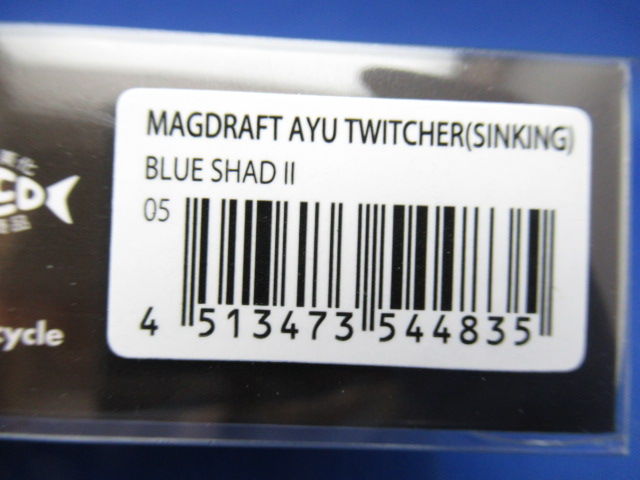 MAGDRAFT AYU TWITCHER(SINKING)
BLUE SHAD II
05
4 513473 544835
cycle